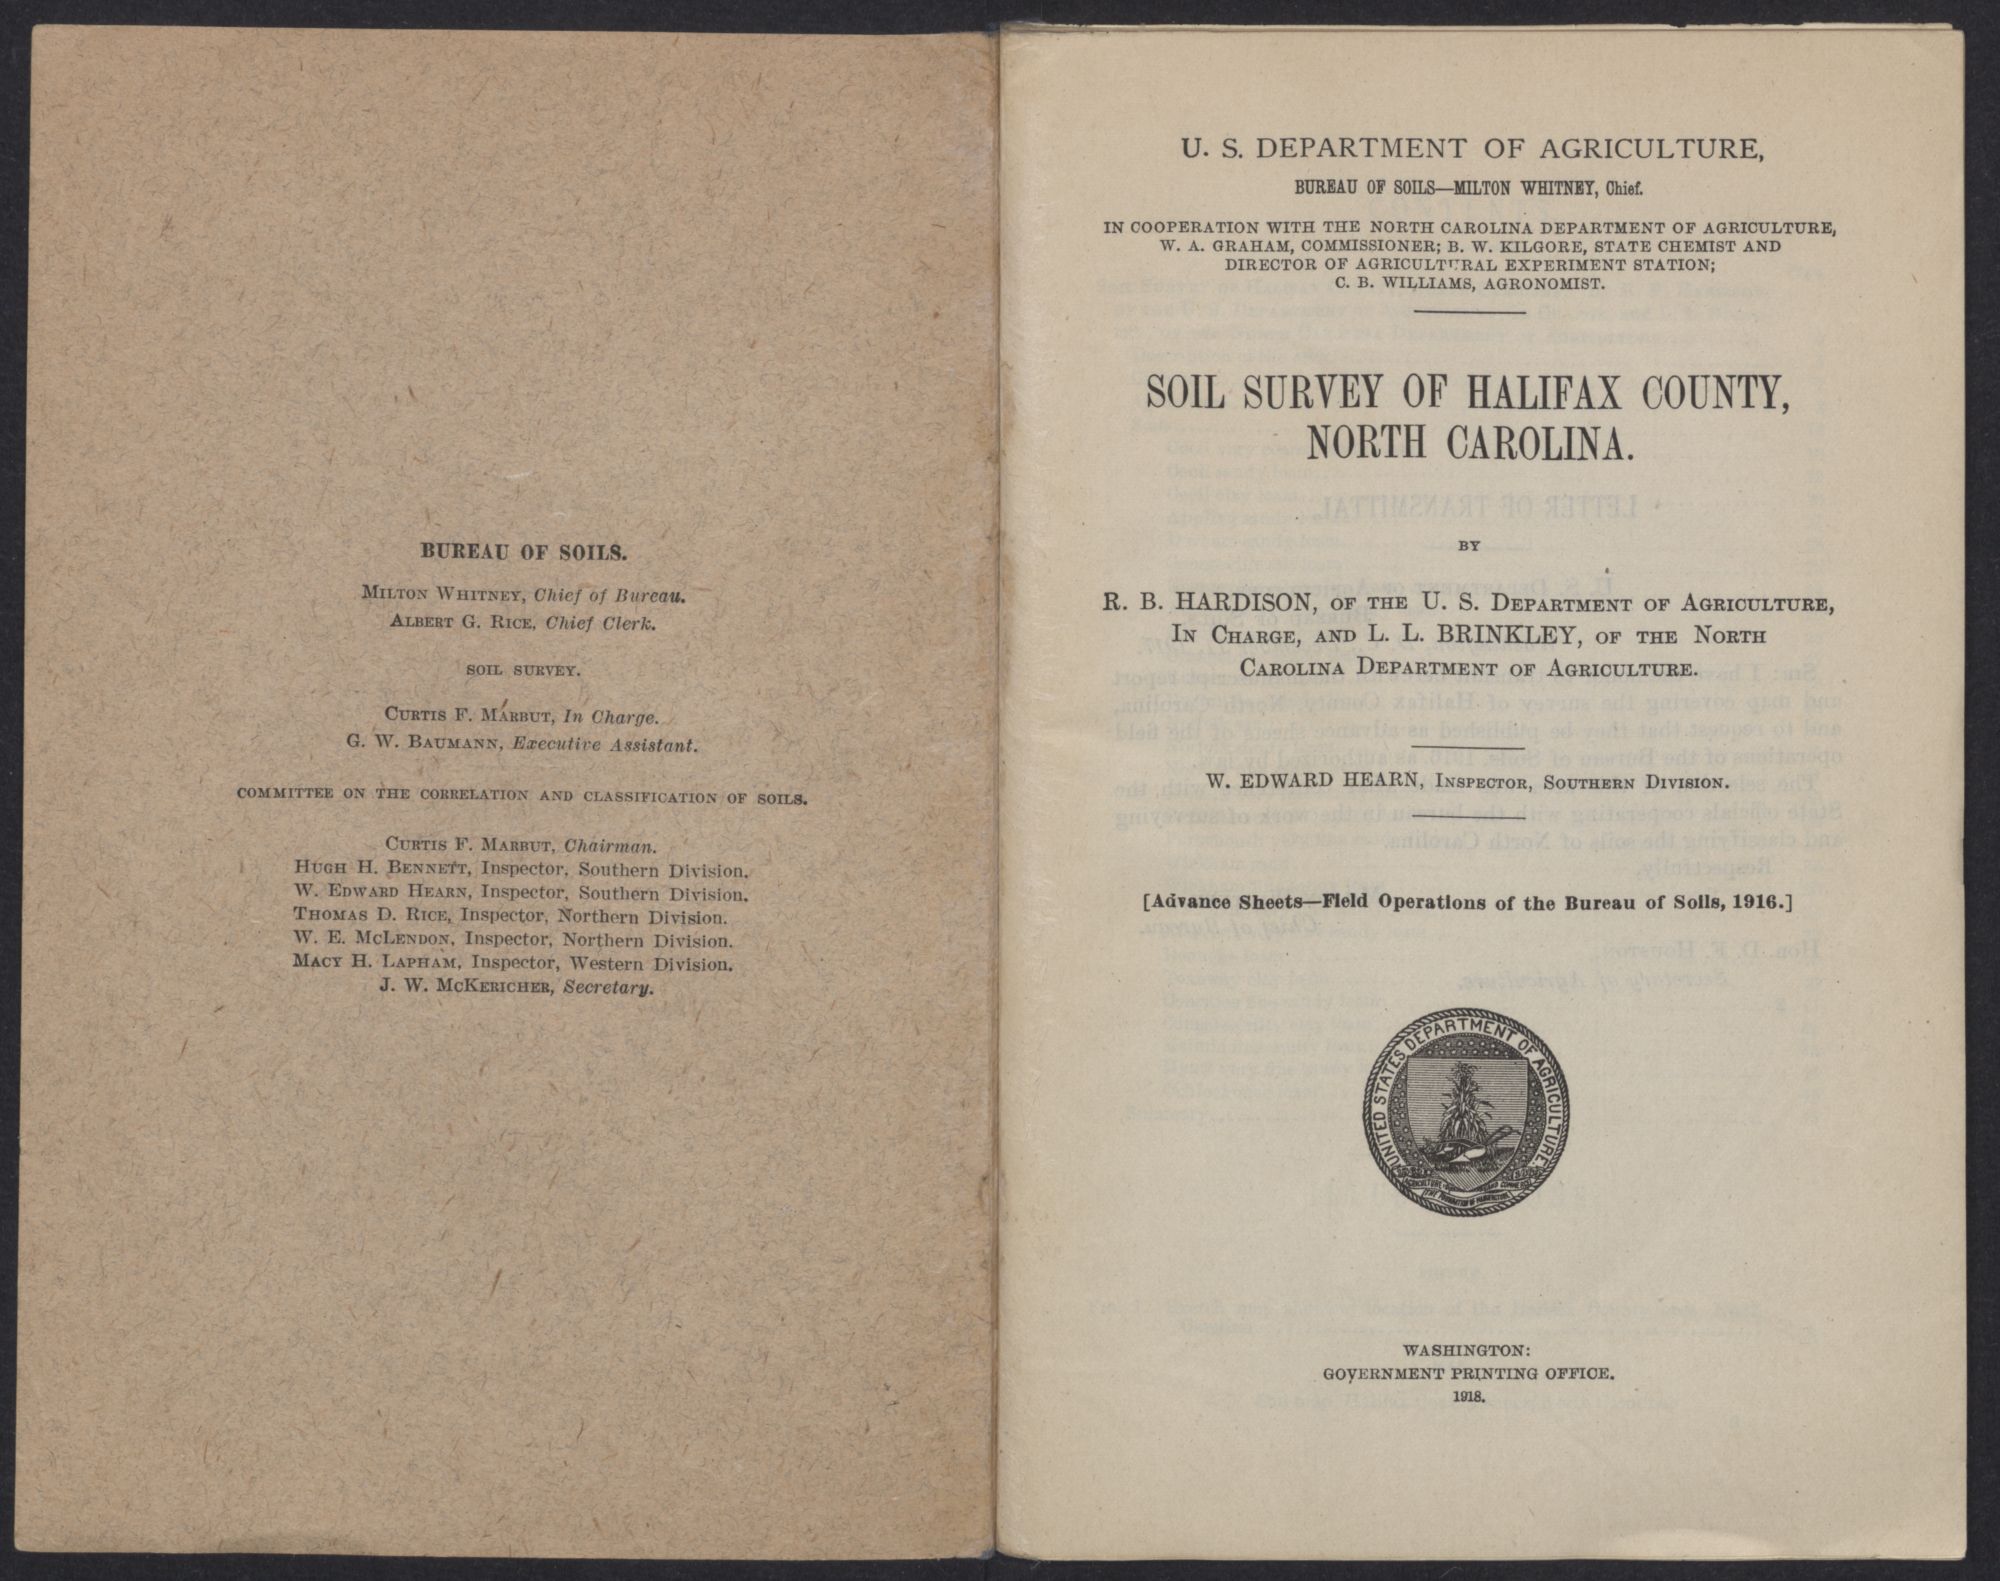 BUREAU OF SOILS.
MILTON WHITNEY, Chief of Bureau.
ALBERT G. RICE, Chief Clerk.
SOIL SURVEY.
CURTIS F. MARBUT, In Charge.
G. W. BAUMANN, Executive Assistant.
COMMITTEE ON THE CORRELATION AND CLASSIFICATION OF SOILS.
CURTIS F. MARBUT, Chairman.
HUGH H. BENNETT, Inspector, Southern Division.
W. EDWARD HEARN, Inspector, Southern Division.
THOMAS D. RICE, Inspector, Northern Division.
W. E. MCLENDON, Inspector, Northern Division.
MACY H. LAPHAM, Inspector, Western Division.
J. W. MCKERICHER, Secretary.
U. S. DEPARTMENT OF AGRICULTURE,
BUREAU OF SOILS—MILTON WHITNEY, Chief.
IN COOPERATION WITH THE NORTH CAROLINA DEPARTMENT OF AGRICULTURE,
W. A. GRAHAM, COMMISSIONER; B. W. KILGORE, STATE CHEMIST AND
DIRECTOR OF AGRICULTURAL EXPERIMENT STATION;
C. B. WILLIAMS, AGRONOMIST.
SOIL SURVEY OF HALIFAX COUNTY,
NORTH CAROLINA.
BY
R. B. HARDISON, OF THE U. S. DEPARTMENT OF AGRICULTURE,
IN CHARGE, AND L. L. BRINKLEY, OF THE NORTH
CAROLINA DEPARTMENT OF AGRICULTURE.
W. EDWARD HEARN, INSPECTOR, SOUTHERN DIVISION.
[Advance Sheets—Field Operations of the Bureau of Soils, 1916.]
UNITED STATES DEPARTMENT OF AGRICULTURE.
WASHINGTON:
GOVERNMENT PRINTING OFFICE.
1918.